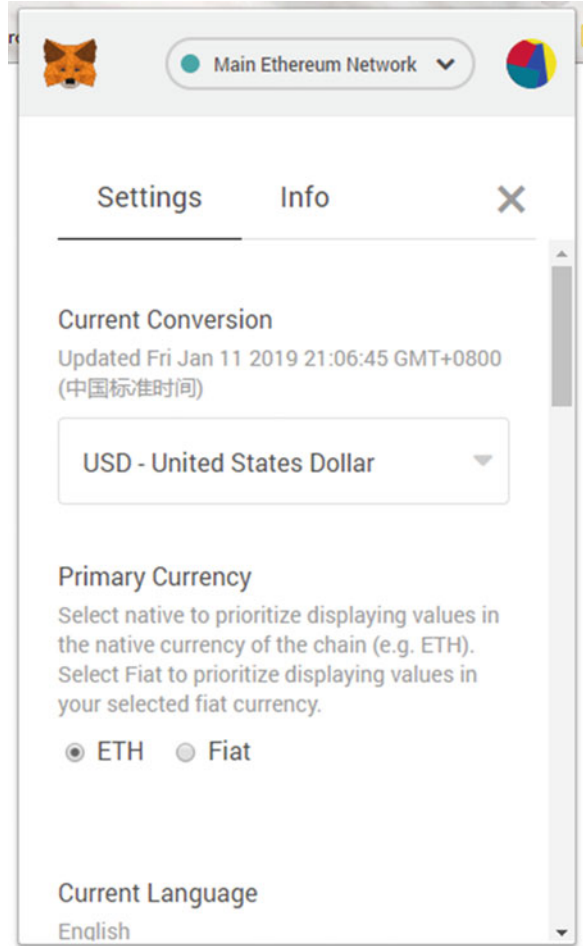 Main Ethereum Network
Settings Info
Current Conversion
Updated Fri Jan 11 2019 21:06:45 GMT+0800
(中国标准时间)
USD - United States Dollar
Primary Currency
Select native to prioritize displaying values in
the native currency of the chain (e.g. ETH).
Select Fiat to prioritize displaying values in
your selected fiat currency.
ETH Fiat
Current Language
English